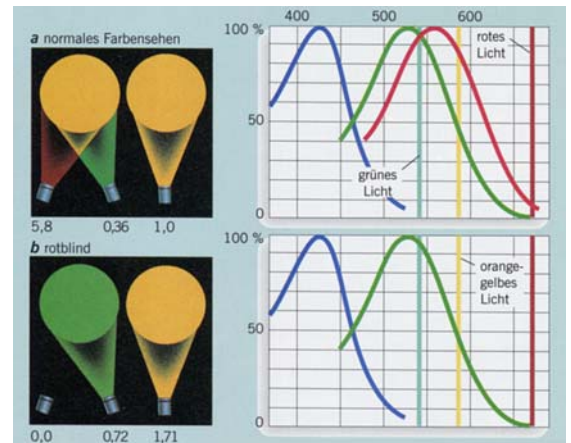 a normales Farbensehen
5,8 0,36 1,0
b rotblind
0,0 0,72 1,71
400 500 600
100 %
50
0
rotes
Licht
grünes
Licht
100 %
50
0
orange-
gelbes
Licht